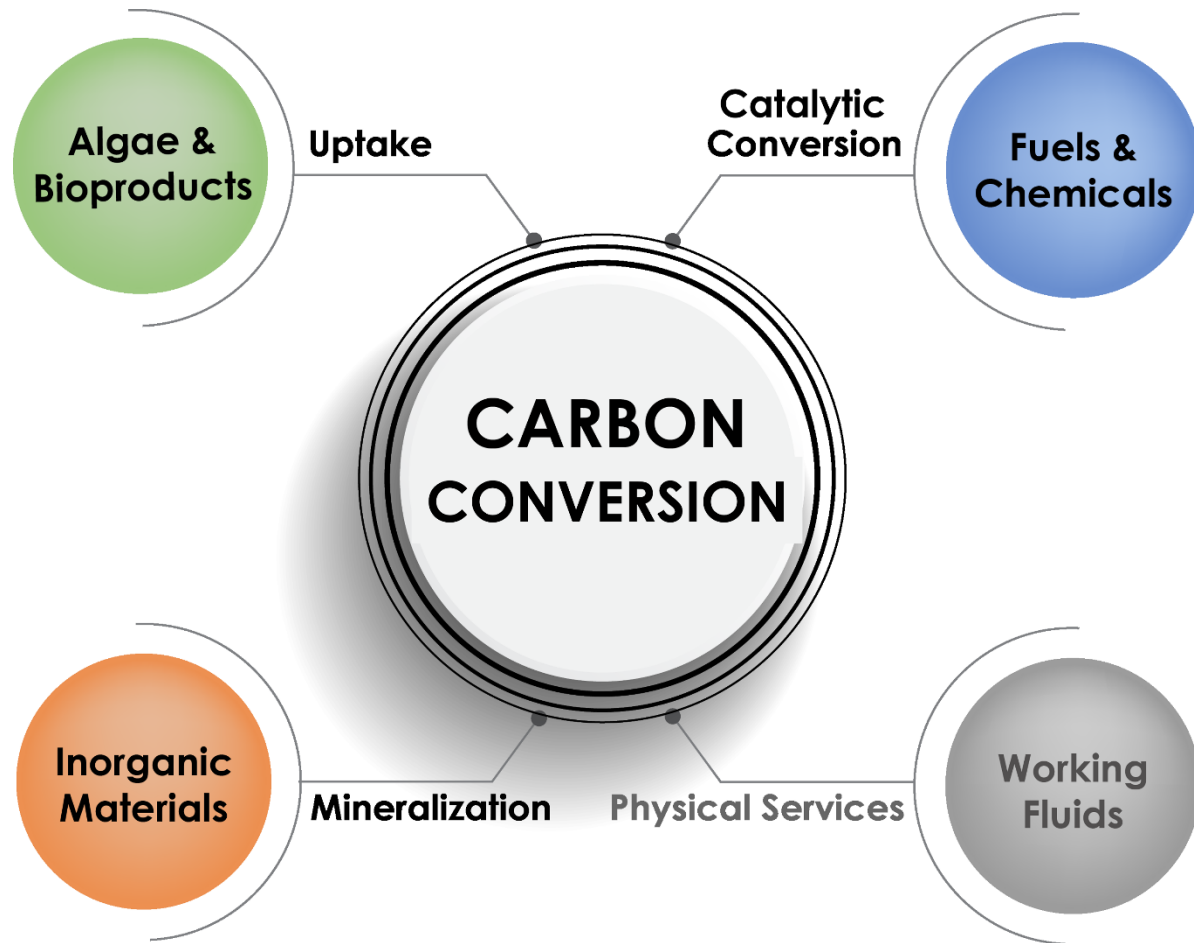 Algae &
Bioproducts
Uptake
Catalytic
Conversion
Fuels &
Chemicals
CARBON
CONVERSION
Inorganic
Materials
Mineralization
Physical Services
Working
Fluids